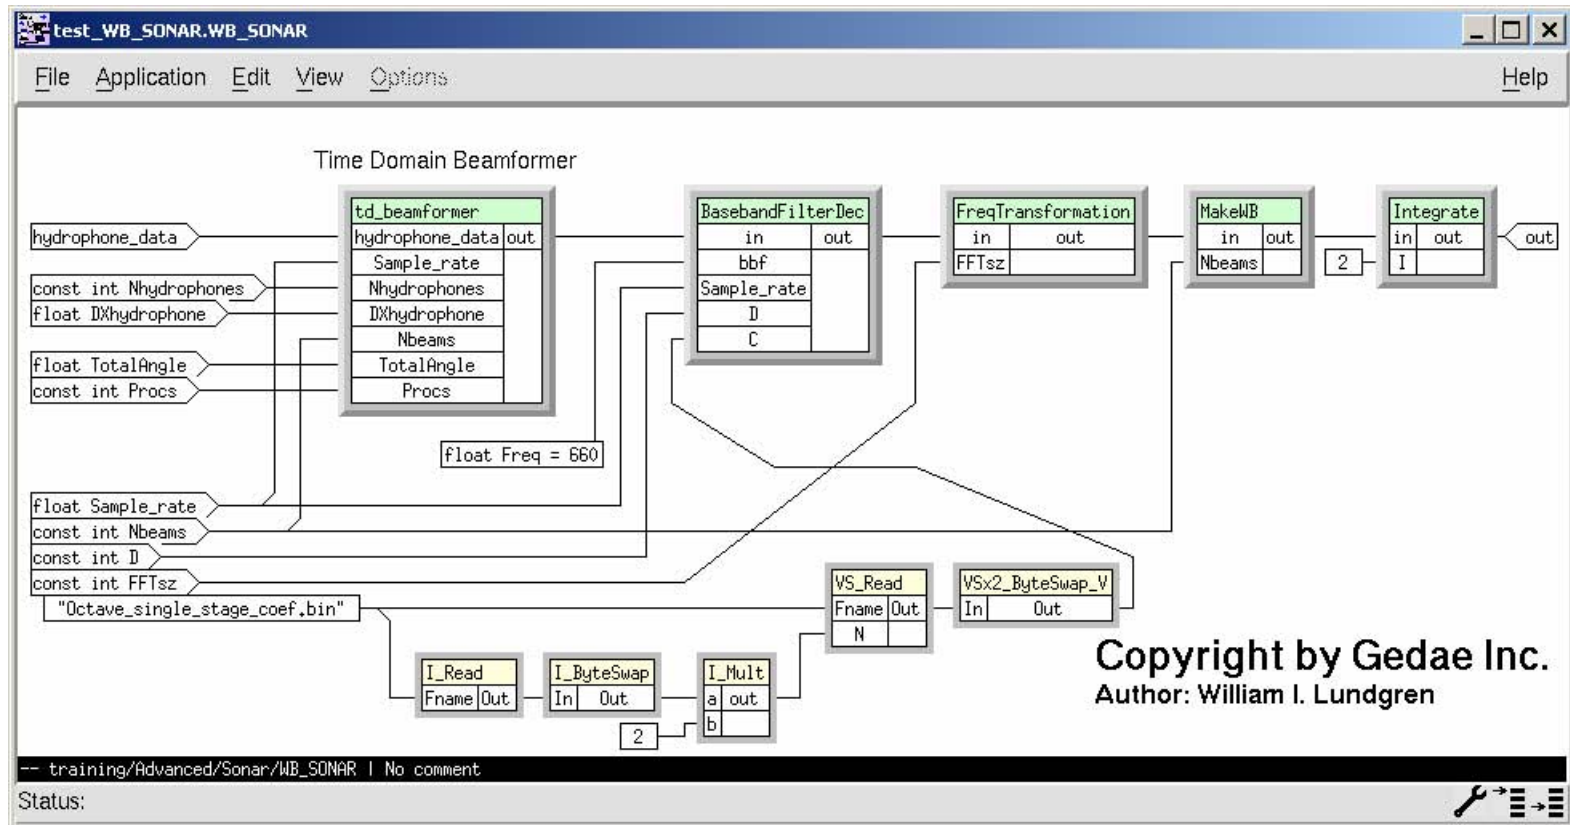 test_WB_SONAR.WB_SONAR
File Application Edit View Options Help
Time Domain Beamformer
td_beamformer
hydrophone_data out
Sample_rate
Nhydrophones
DXhydrophone
Nbeams
TotalAngle
Procs
BasebandFilterDec
in out
bbf
Sample_rate
D
C
FreqTransformation
in out
FFTsz
MakeWB
in out
Nbeams
2
Integrate
in out
I
out
hydrophone_data
const int Nhydrophones
float DXhydrophone
float TotalAngle
const int Procs
float Freq = 660
float Sample_rate
const int Nbeams
const int D
const int FFTsz
"Octave_single_stage_coef.bin"
VS_Read
Fname Out
N
VSx2_ByteSwap_V
In Out
I_Read
Fname Out
I_ByteSwap
In Out
I_Mult
a out
b
2
Copyright by Gedae Inc.
Author: William I. Lundgren
-- training/Advanced/Sonar/WB_SONAR | No comment
Status: